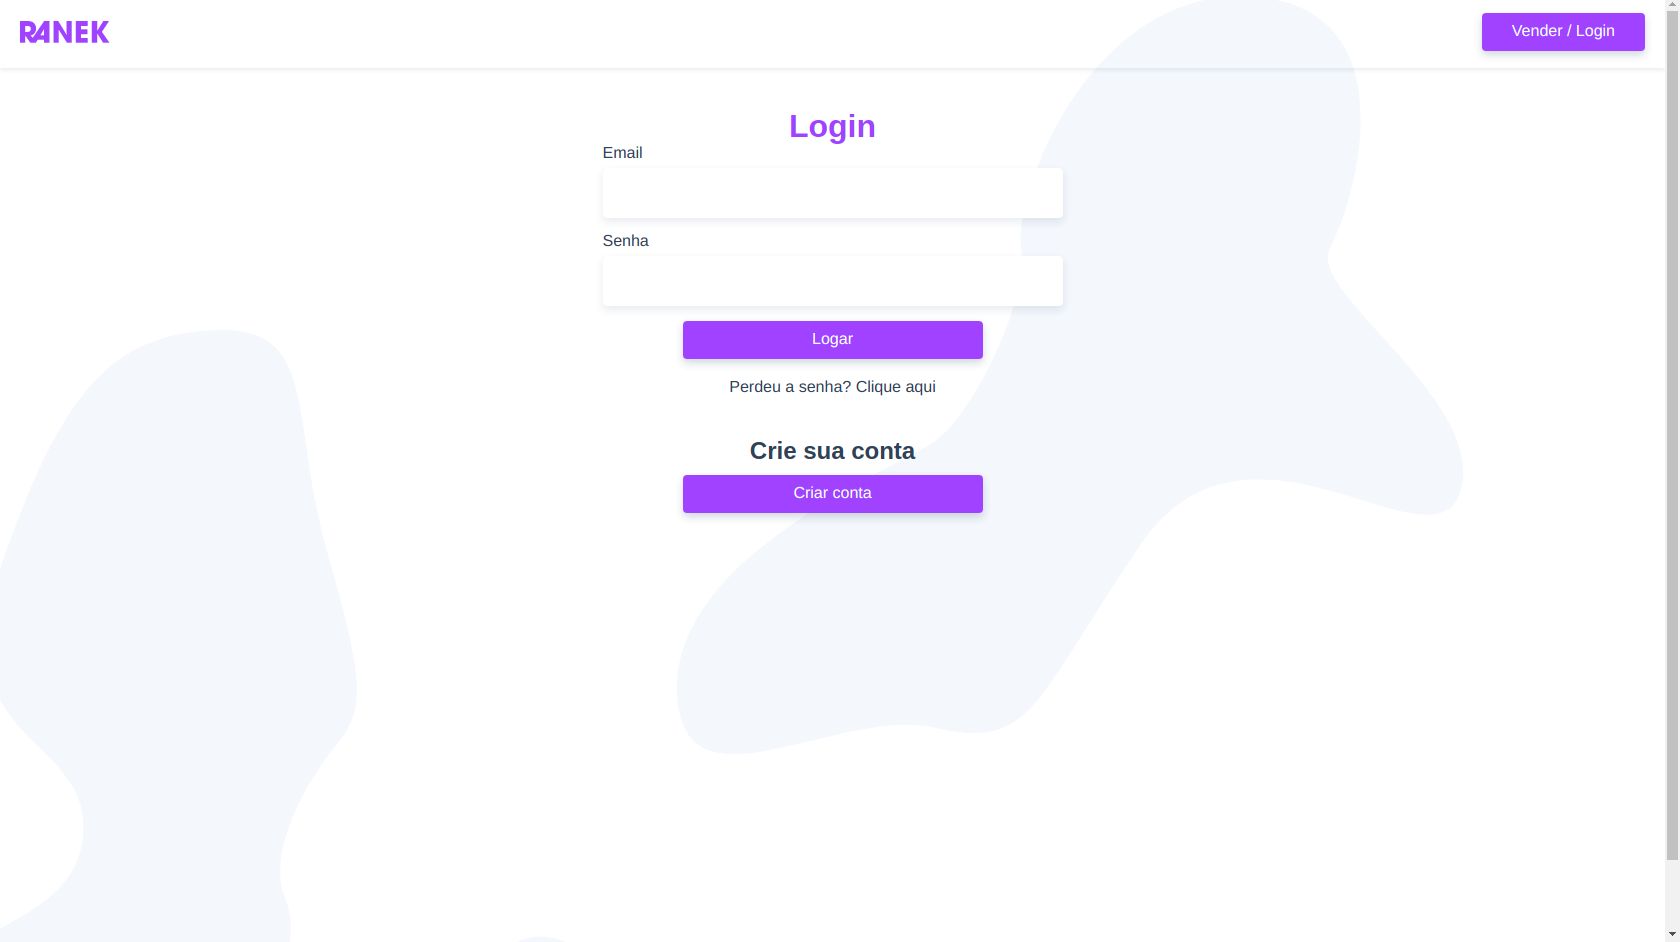 RANEK
Vender / Login
Login
Email
Senha
Logar
Perdeu a senha? Clique aqui
Crie sua conta
Criar conta